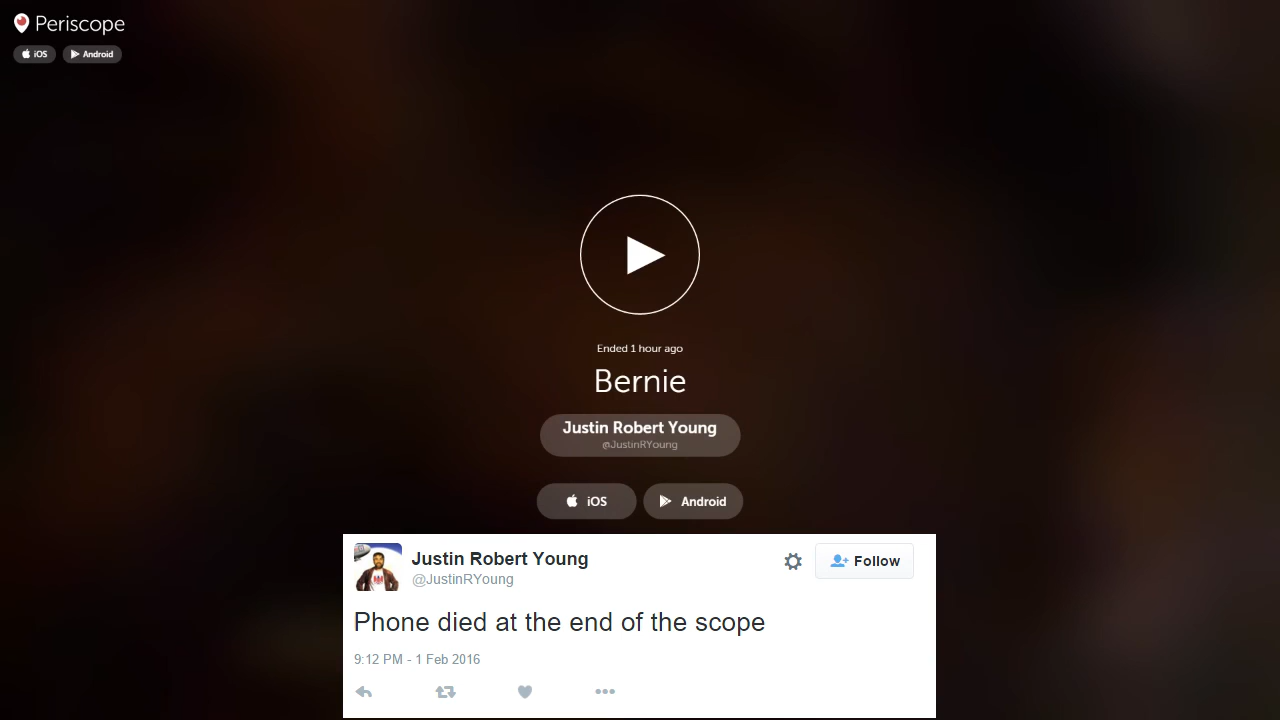 Periscope
iOS Android
Ended 1 hour ago
Bernie
Justin Robert Young
@JustinRYoung
iOS Android
Justin Robert Young
@JustinRYoung
Follow
Phone died at the end of the scope
9:12 PM - 1 Feb 2016